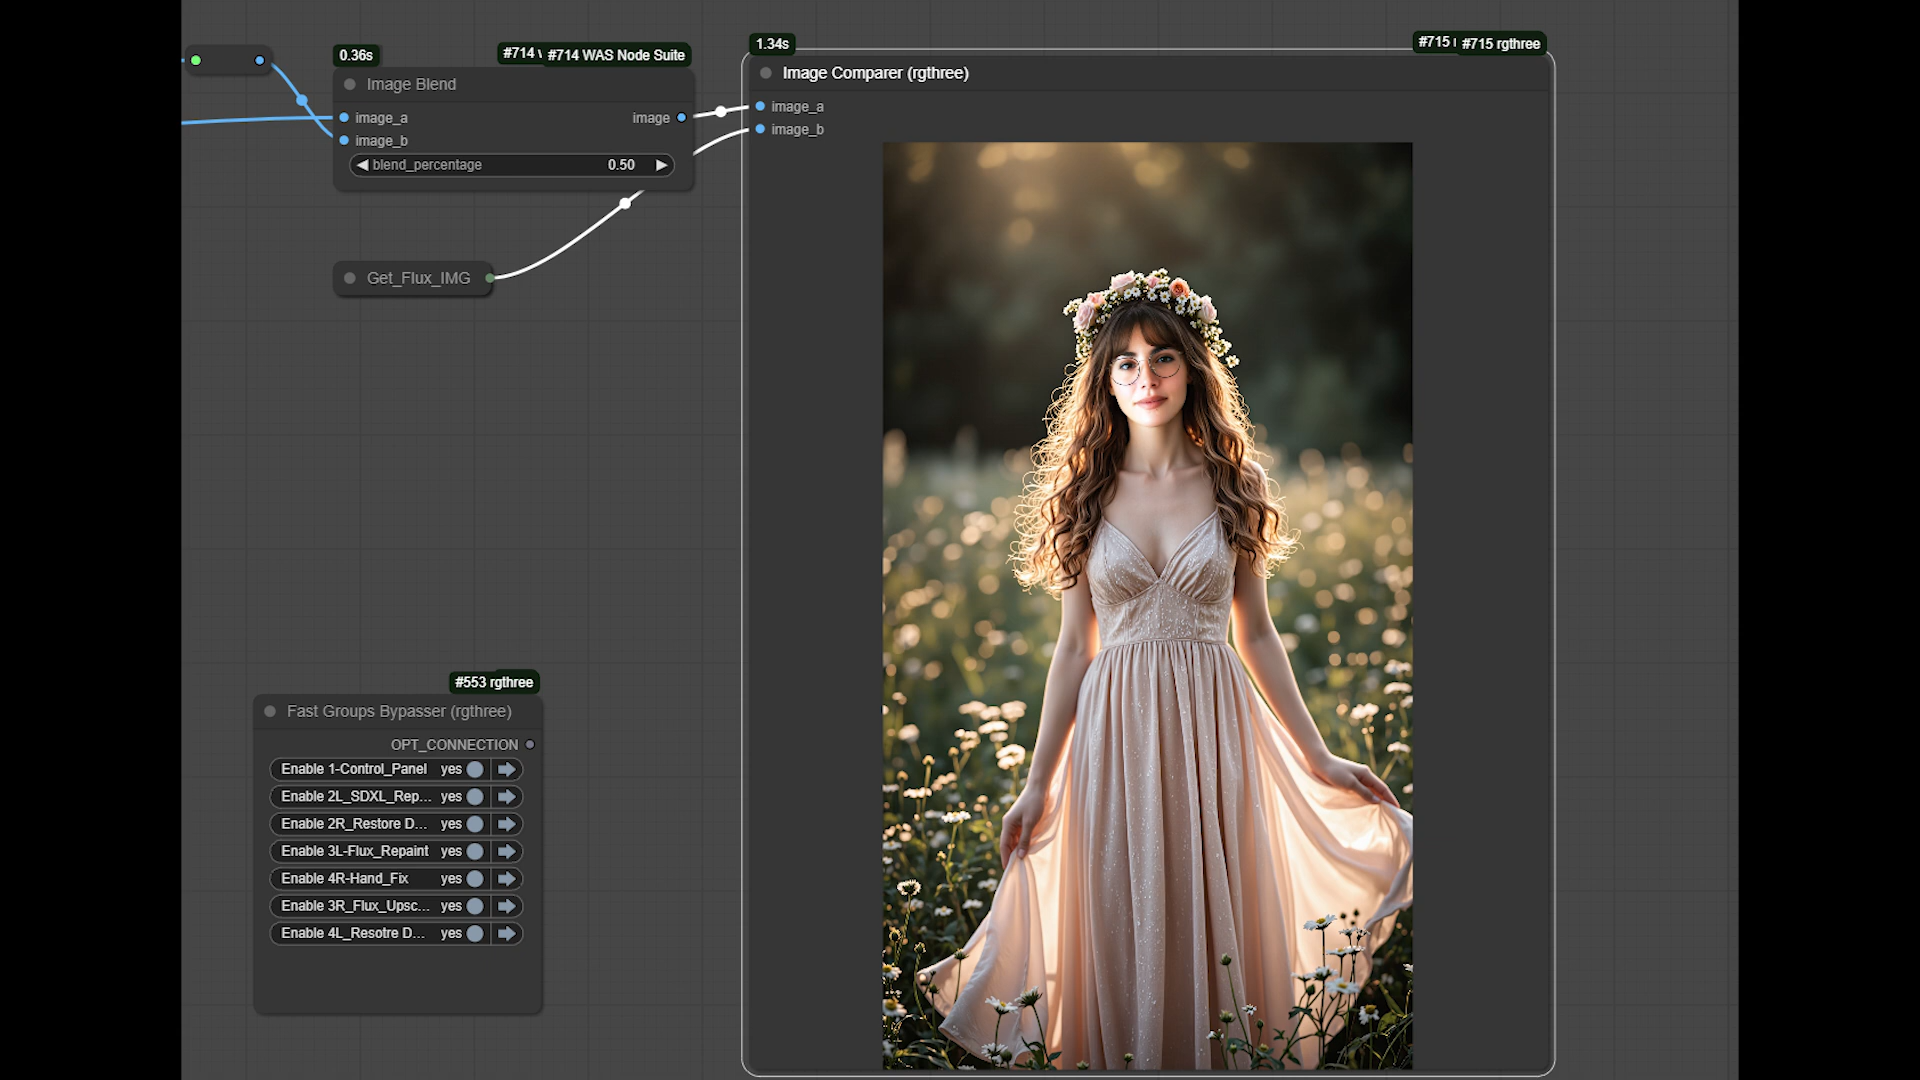 0.36s
#714 \
#714 WAS Node Suite
Image Blend
image_a
image
image_b
blend_percentage 0.50
Get_Flux_IMG
1.34s
#715
#715 rgthree
Image Comparer (rgthree)
image_a
image_b
#553 rgthree
Fast Groups Bypasser (rgthree)
OPT_CONNECTION
Enable 1-Control_Panel yes
Enable 2L_SDXL_Rep... yes
Enable 2R_Restore D... yes
Enable 3L-Flux_Repaint yes
Enable 4R-Hand_Fix yes
Enable 3R_Flux_Upsc... yes
Enable 4L_Resotre D... yes